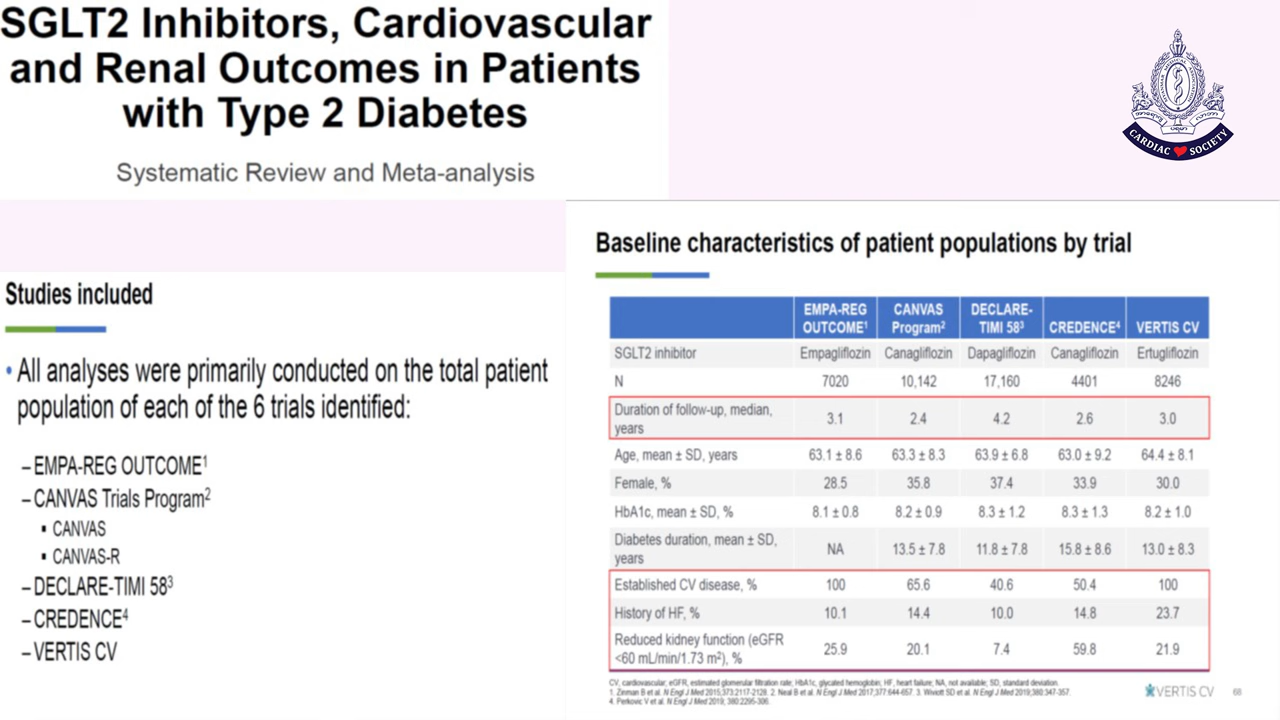 SGLT2 Inhibitors, Cardiovascular
and Renal Outcomes in Patients
with Type 2 Diabetes
Systematic Review and Meta-analysis
CARDIAC SOCIETY
Studies included
• All analyses were primarily conducted on the total patient
population of each of the 6 trials identified:
– EMPA-REG OUTCOME¹
– CANVAS Trials Program²
▪ CANVAS
▪ CANVAS-R
– DECLARE-TIMI 58³
– CREDENCE⁴
– VERTIS CV
Baseline characteristics of patient populations by trial
EMPA-REG OUTCOME¹ CANVAS Program² DECLARE-TIMI 58³ CREDENCE⁴ VERTIS CV
SGLT2 inhibitor Empagliflozin Canagliflozin Dapagliflozin Canagliflozin Ertugliflozin
N 7020 10,142 17,160 4401 8246
Duration of follow-up, median, years 3.1 2.4 4.2 2.6 3.0
Age, mean ± SD, years 63.1 ± 8.6 63.3 ± 8.3 63.9 ± 6.8 63.0 ± 9.2 64.4 ± 8.1
Female, % 28.5 35.8 37.4 33.9 30.0
HbA1c, mean ± SD, % 8.1 ± 0.8 8.2 ± 0.9 8.3 ± 1.2 8.3 ± 1.3 8.2 ± 1.0
Diabetes duration, mean ± SD, years NA 13.5 ± 7.8 11.8 ± 7.8 15.8 ± 8.6 13.0 ± 8.3
Established CV disease, % 100 65.6 40.6 50.4 100
History of HF, % 10.1 14.4 10.0 14.8 23.7
Reduced kidney function (eGFR <60 mL/min/1.73 m²), % 25.9 20.1 7.4 59.8 21.9
CV, cardiovascular; eGFR, estimated glomerular filtration rate; HbA1c, glycated hemoglobin; HF, heart failure; NA, not available; SD, standard deviation.
1. Zinman B et al. N Engl J Med 2015;373:2117-2128. 2. Neal B et al. N Engl J Med 2017;377:644-657. 3. Wiviott SD et al. N Engl J Med 2019;380:347-357.
4. Perkovic V et al. N Engl J Med 2019; 380:2295-306.
VERTIS CV 68